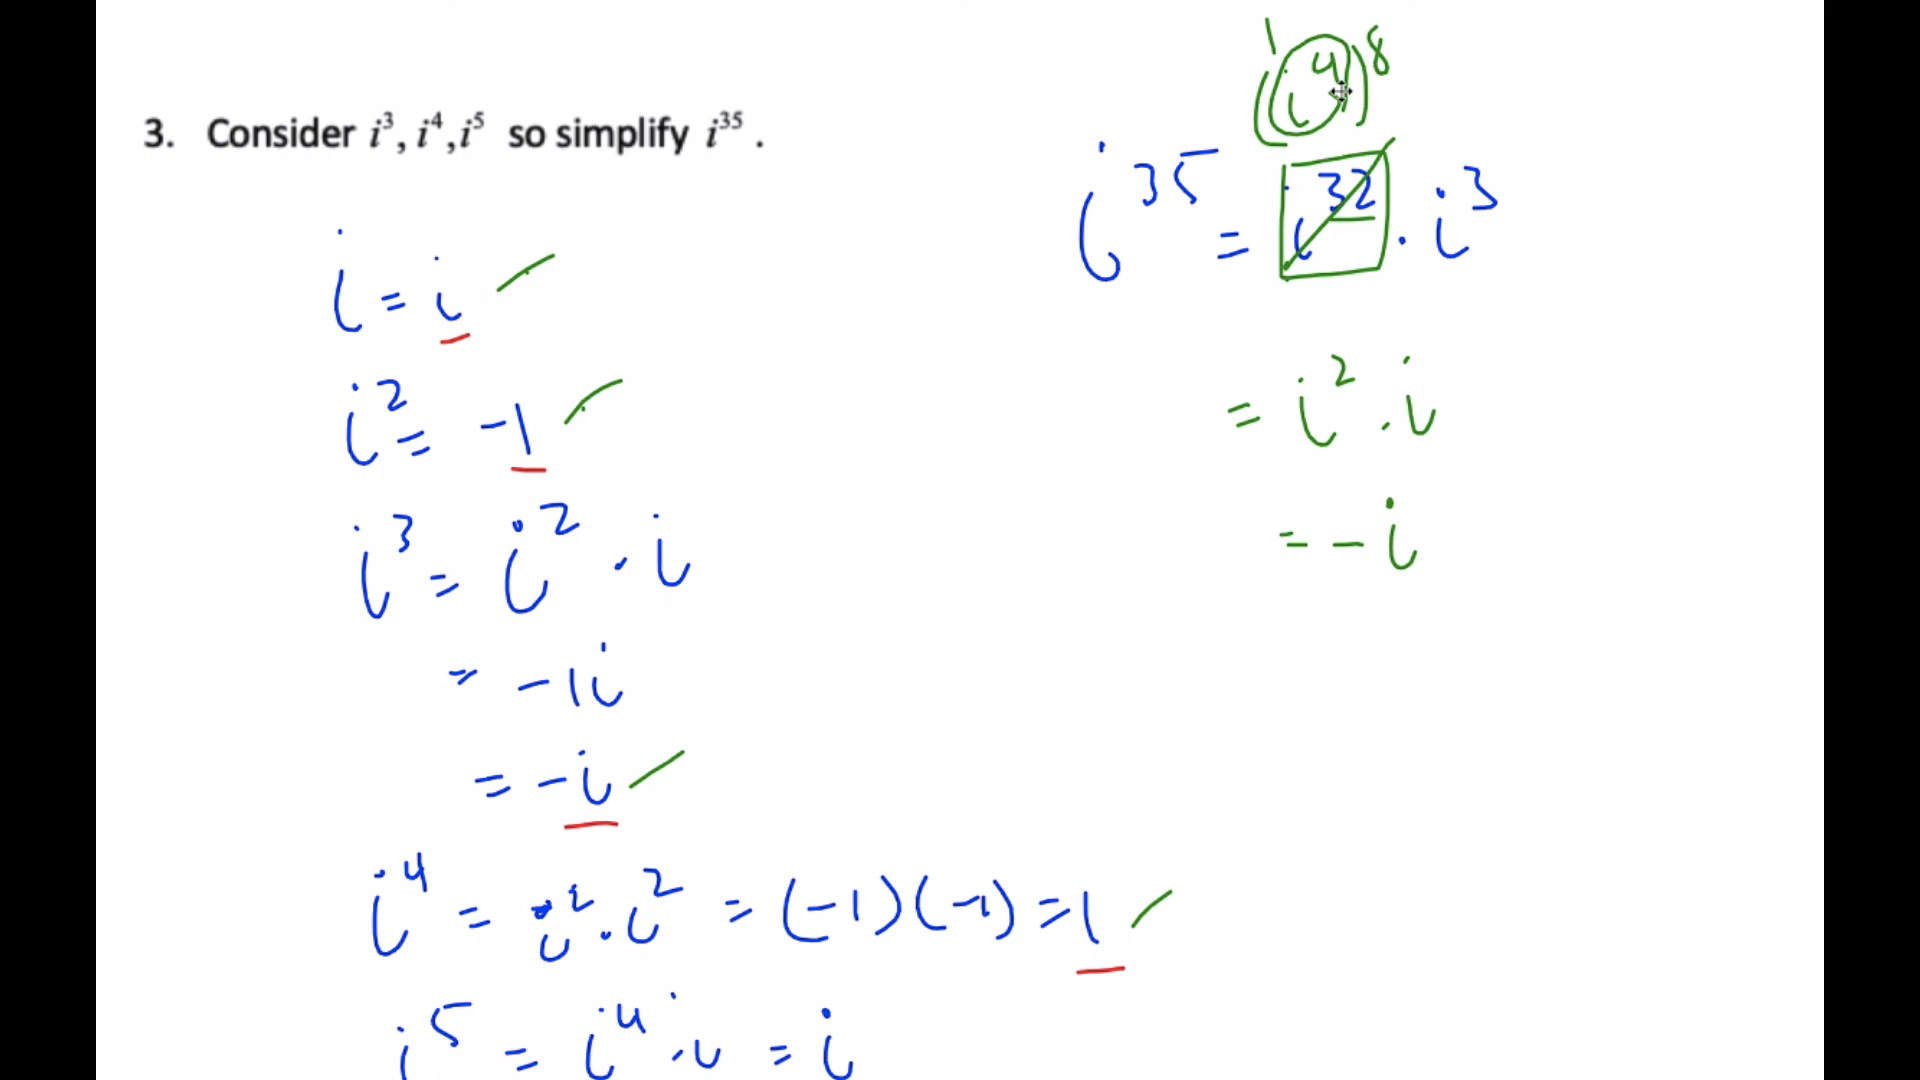 3. Consider i³, i⁴, i⁵ so simplify i³⁵.
i = i
i² = -1
i³ = i² · i
= -1i
= -i
i⁴ = i² · i² = (-1)(-1) = 1
i⁵ = i⁴ · i = i
1
(i⁴)⁸
i³⁵ = i³² · i³
= i² · i
= -i